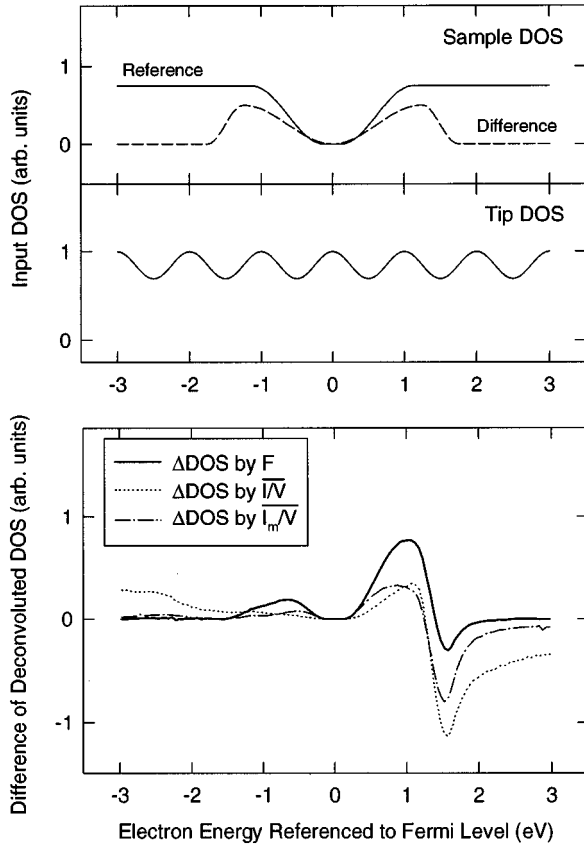 Sample DOS
Reference
Difference
1
0
Input DOS (arb. units)
Tip DOS
1
0
-3 -2 -1 0 1 2 3
ΔDOS by F
ΔDOS by I/V
ΔDOS by Iₘ/V
1
0
-1
Difference of Deconvoluted DOS (arb. units)
-3 -2 -1 0 1 2 3
Electron Energy Referenced to Fermi Level (eV)